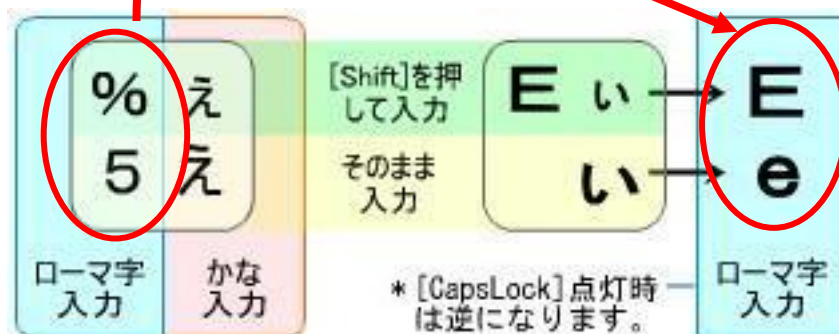 % ぇ
5 え
[Shift]を押
して入力
そのまま
入力
E ぃ
い
E
e
ローマ字
入力
かな
入力
* [CapsLock]点灯時
は逆になります。
ローマ字
入力